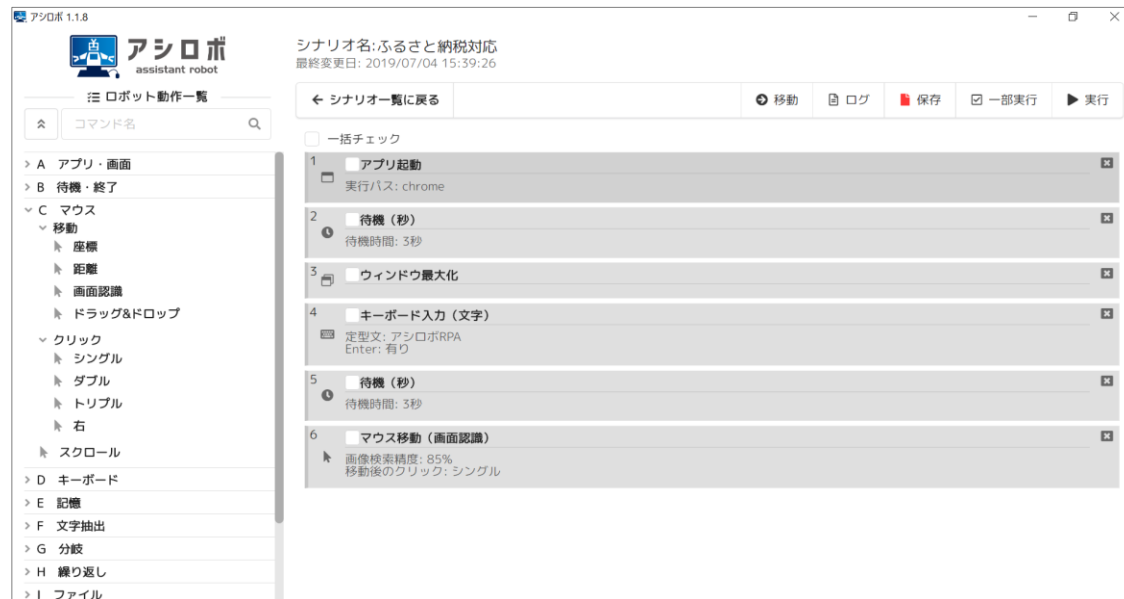 アシロボ 1.1.8
アシロボ
assistant robot
ロボット動作一覧
コマンド名
A アプリ・画面
B 待機・終了
C マウス
移動
座標
距離
画面認識
ドラッグ&ドロップ
クリック
シングル
ダブル
トリプル
右
スクロール
D キーボード
E 記憶
F 文字抽出
G 分岐
H 繰り返し
I ファイル
シナリオ名:ふるさと納税対応
最終変更日: 2019/07/04 15:39:26
シナリオ一覧に戻る
移動 ログ 保存 一部実行 実行
一括チェック
1 アプリ起動
実行パス: chrome
2 待機（秒）
待機時間: 3秒
3 ウィンドウ最大化
4 キーボード入力（文字）
定型文: アシロボRPA
Enter: 有り
5 待機（秒）
待機時間: 3秒
6 マウス移動（画面認識）
画像検索精度: 85%
移動後のクリック: シングル